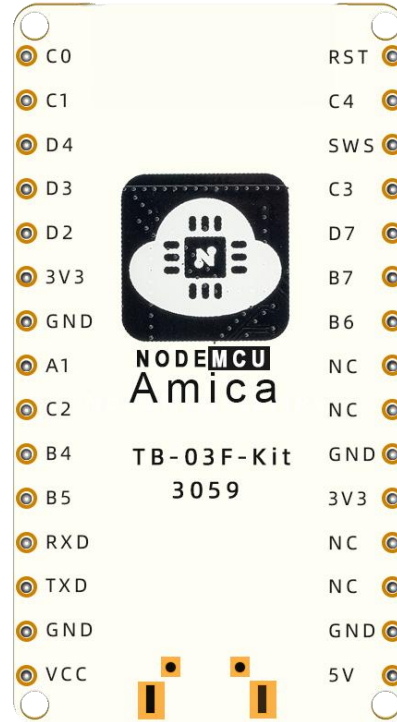 C0 RST
C1 C4
D4 SWS
D3 C3
D2 D7
3V3 B7
GND B6
A1 NC
NODEMCU
Amica
C2 NC
B4 GND
TB-03F-Kit
B5 3V3
3059
RXD NC
TXD NC
GND GND
VCC 5V